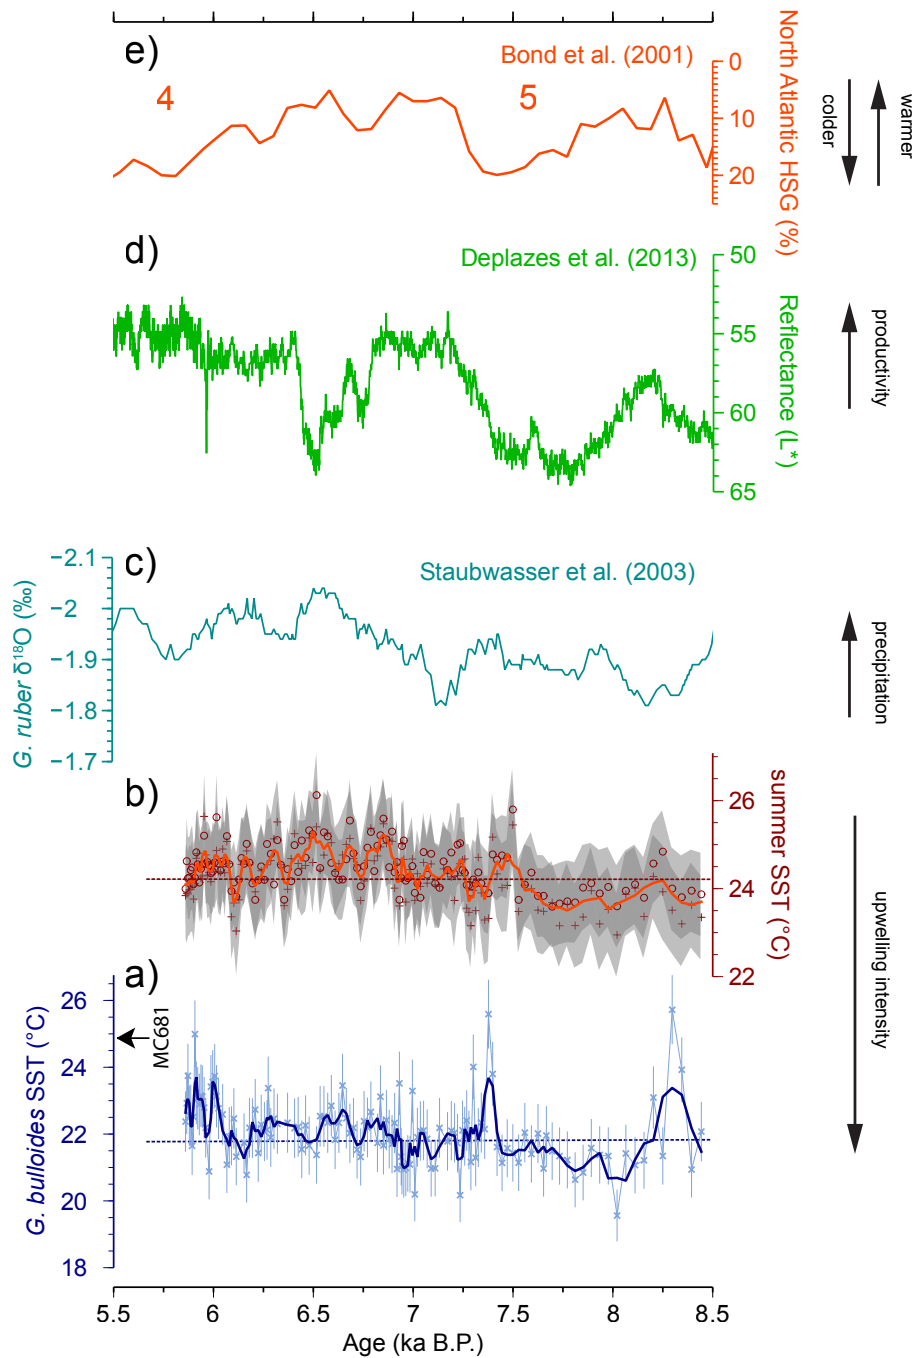 e)
Bond et al. (2001)
4
5
0
10
20
North Atlantic HSG (%)
colder
warmer
d)
Deplazes et al. (2013)
50
55
60
65
Reflectance (L*)
productivity
c)
Staubwasser et al. (2003)
−2.1
−2
−1.9
−1.8
−1.7
G. ruber δ18O (‰)
precipitation
b)
26
24
22
summer SST (°C)
a)
26
24
22
20
18
G. bulloides SST (°C)
MC681
upwelling intensity
5.5 6 6.5 7 7.5 8 8.5
Age (ka B.P.)